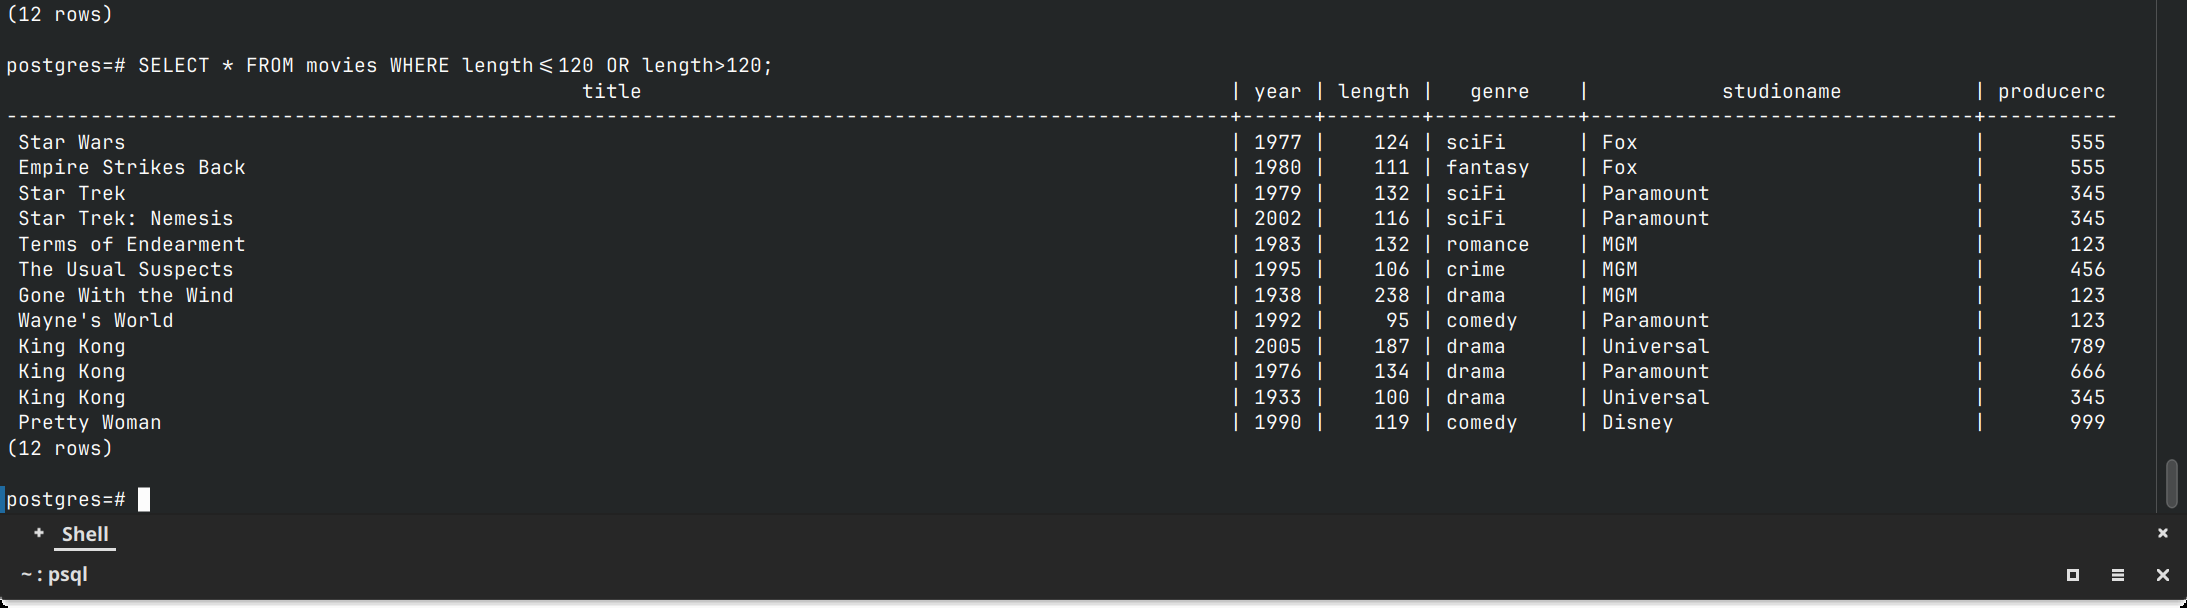 (12 rows)
postgres=# SELECT * FROM movies WHERE length<=120 OR length>120;
title | year | length | genre | studioname | producerc
------------------------------------------------------------------------------------------------------+------+--------+------------+--------------------------------+-----------
Star Wars | 1977 | 124 | sciFi | Fox | 555
Empire Strikes Back | 1980 | 111 | fantasy | Fox | 555
Star Trek | 1979 | 132 | sciFi | Paramount | 345
Star Trek: Nemesis | 2002 | 116 | sciFi | Paramount | 345
Terms of Endearment | 1983 | 132 | romance | MGM | 123
The Usual Suspects | 1995 | 106 | crime | MGM | 456
Gone With the Wind | 1938 | 238 | drama | MGM | 123
Wayne's World | 1992 | 95 | comedy | Paramount | 123
King Kong | 2005 | 187 | drama | Universal | 789
King Kong | 1976 | 134 | drama | Paramount | 666
King Kong | 1933 | 100 | drama | Universal | 345
Pretty Woman | 1990 | 119 | comedy | Disney | 999
(12 rows)
postgres=#
Shell
~ : psql